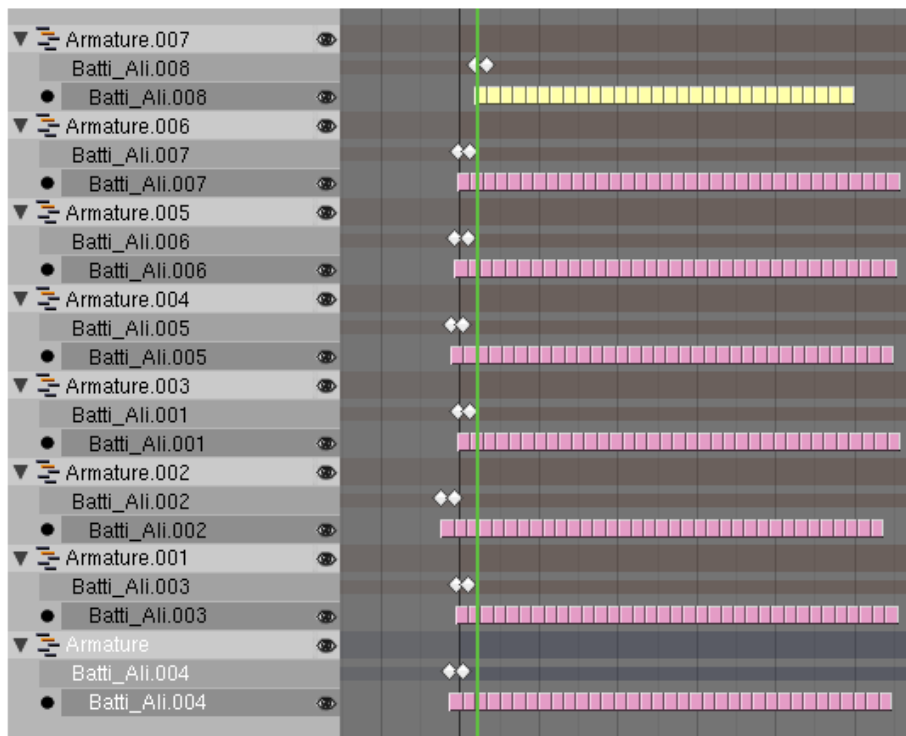 Armature.007
Batti_Ali.008
Batti_Ali.008
Armature.006
Batti_Ali.007
Batti_Ali.007
Armature.005
Batti_Ali.006
Batti_Ali.006
Armature.004
Batti_Ali.005
Batti_Ali.005
Armature.003
Batti_Ali.001
Batti_Ali.001
Armature.002
Batti_Ali.002
Batti_Ali.002
Armature.001
Batti_Ali.003
Batti_Ali.003
Armature
Batti_Ali.004
Batti_Ali.004